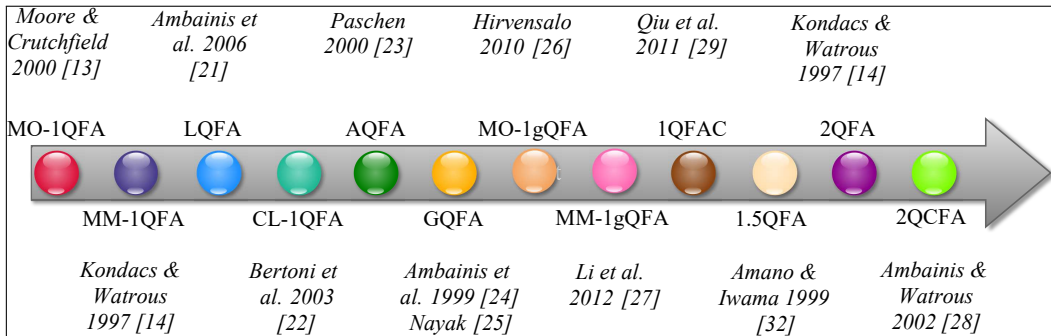 Moore &
Crutchfield
2000 [13]
Ambainis et
al. 2006
[21]
Paschen
2000 [23]
Hirvensalo
2010 [26]
Qiu et al.
2011 [29]
Kondacs &
Watrous
1997 [14]
MO-1QFA
LQFA
AQFA
MO-1gQFA
1QFAC
2QFA
MM-1QFA
CL-1QFA
GQFA
MM-1gQFA
1.5QFA
2QCFA
Kondacs &
Watrous
1997 [14]
Bertoni et
al. 2003
[22]
Ambainis et
al. 1999 [24]
Nayak [25]
Li et al.
2012 [27]
Amano &
Iwama 1999
[32]
Ambainis &
Watrous
2002 [28]